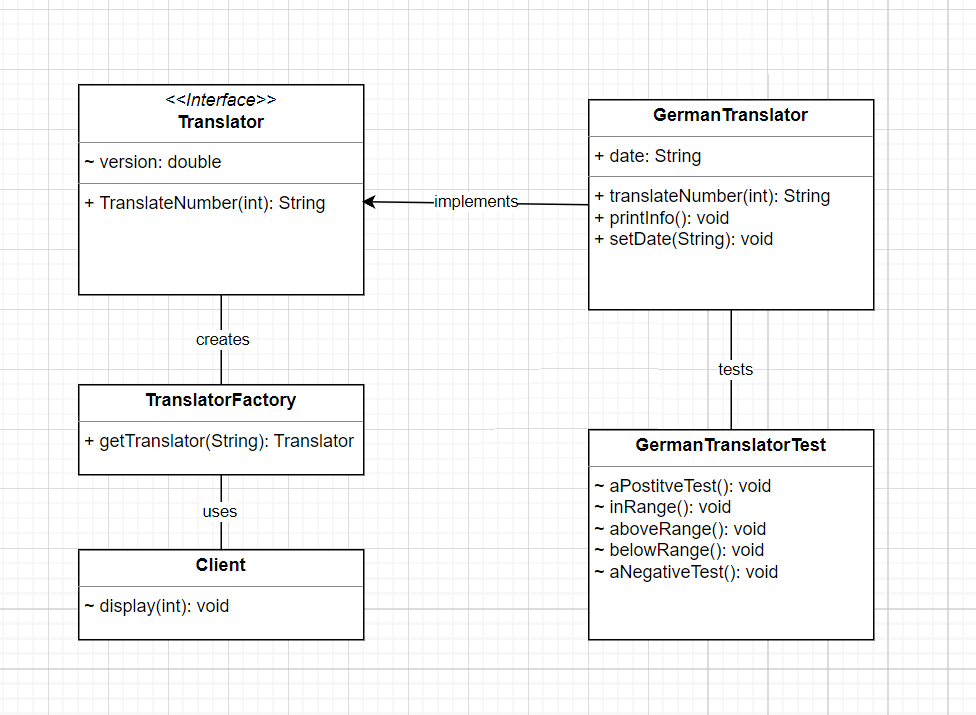 <<Interface>>
Translator
~ version: double
+ TranslateNumber(int): String
implements
GermanTranslator
+ date: String
+ translateNumber(int): String
+ printInfo(): void
+ setDate(String): void
creates
tests
TranslatorFactory
+ getTranslator(String): Translator
uses
Client
~ display(int): void
GermanTranslatorTest
~ aPostitveTest(): void
~ inRange(): void
~ aboveRange(): void
~ belowRange(): void
~ aNegativeTest(): void